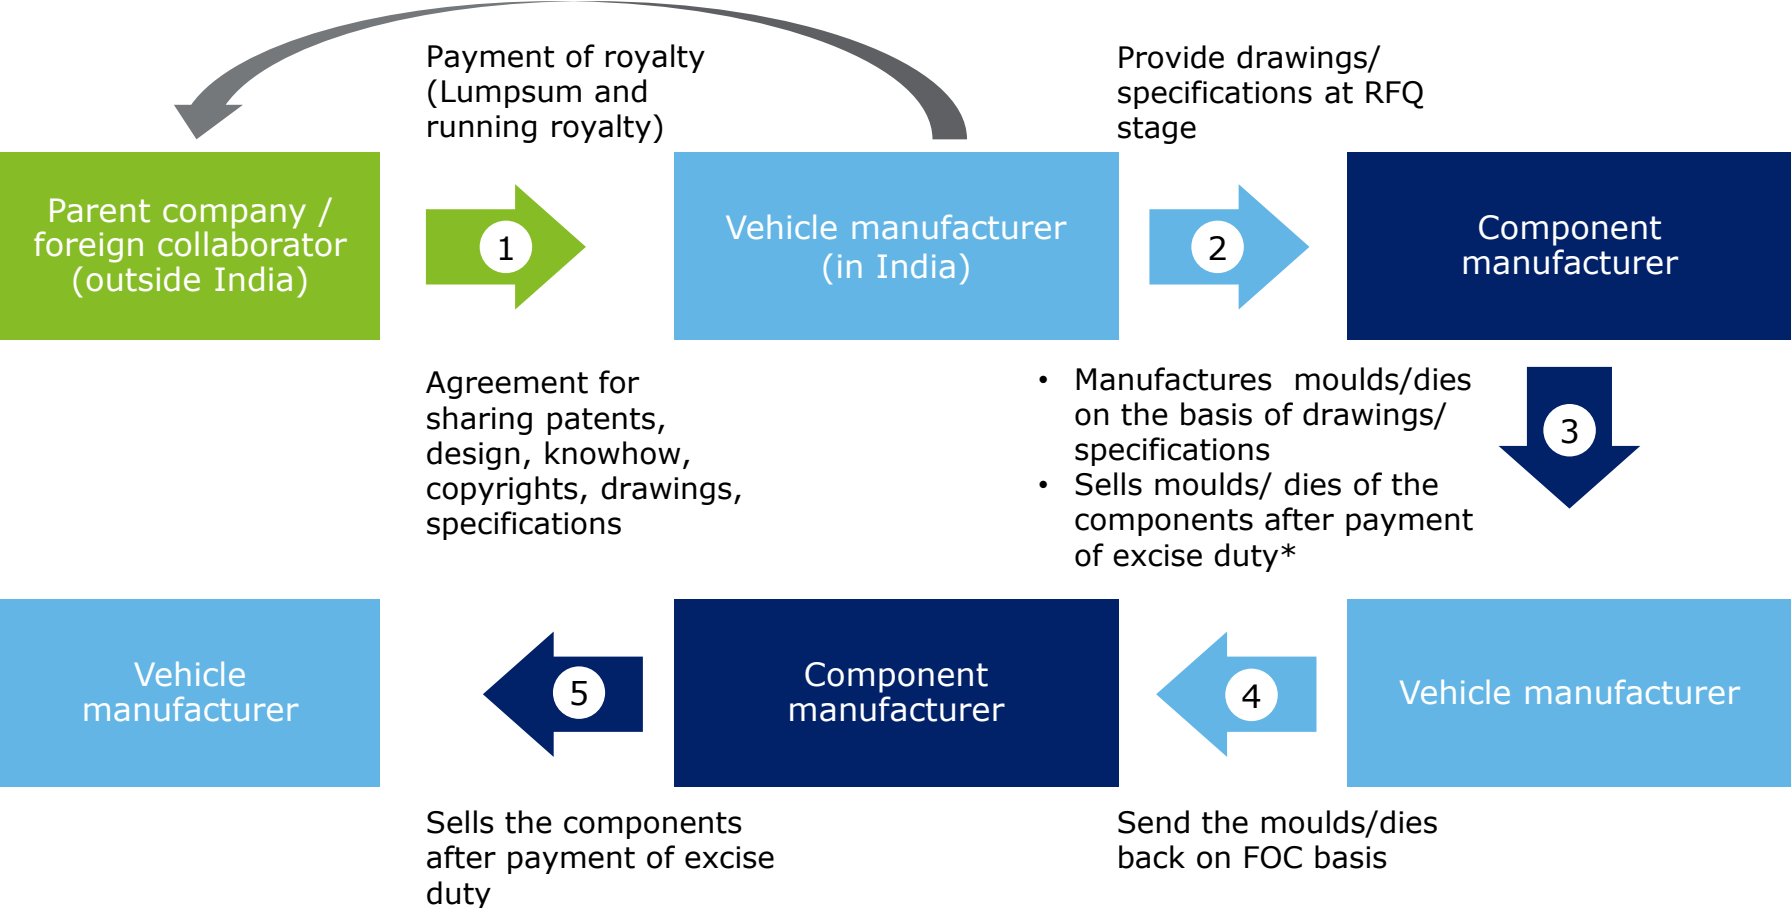 Payment of royalty
(Lumpsum and
running royalty)
Provide drawings/
specifications at RFQ
stage
Parent company /
foreign collaborator
(outside India)
1
Vehicle manufacturer
(in India)
2
Component
manufacturer
Agreement for
sharing patents,
design, knowhow,
copyrights, drawings,
specifications
• Manufactures  moulds/dies
on the basis of drawings/
specifications
• Sells moulds/ dies of the
components after payment
of excise duty*
3
Vehicle
manufacturer
5
Component
manufacturer
4
Vehicle manufacturer
Sells the components
after payment of excise
duty
Send the moulds/dies
back on FOC basis